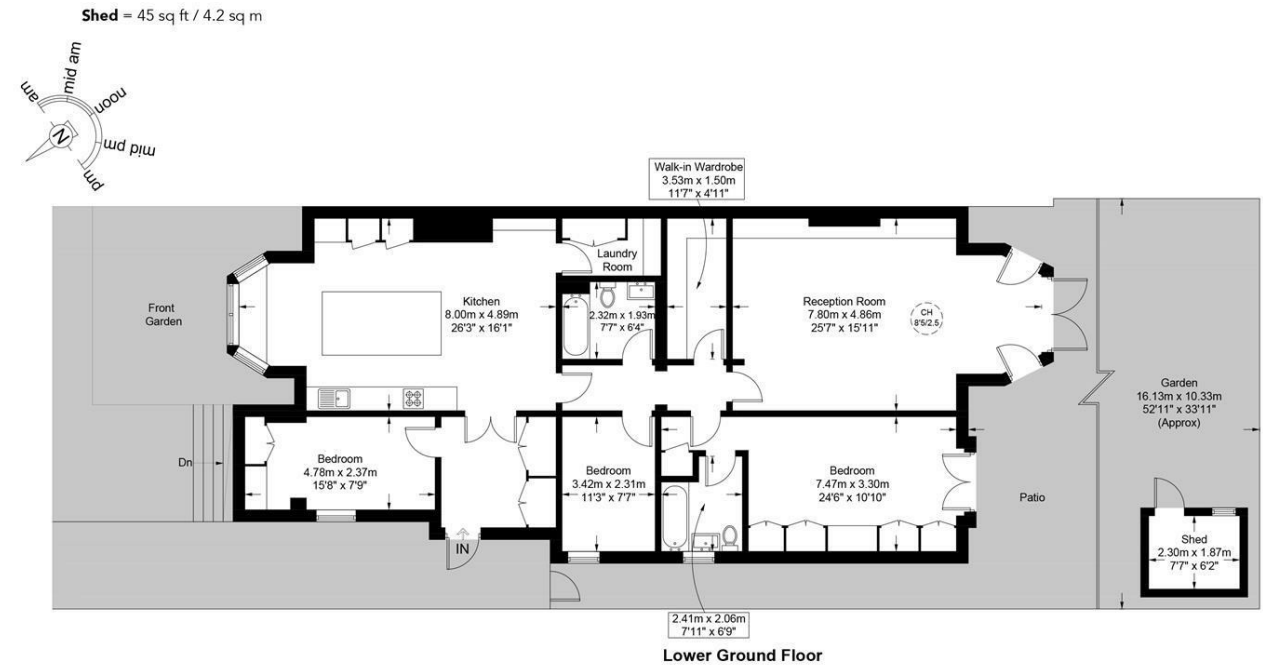 Shed = 45 sq ft / 4.2 sq m
am
mid am
noon
mid pm
pm
N
Walk-in Wardrobe
3.53m x 1.50m
11'7" x 4'11"
Laundry
Room
Front
Garden
Kitchen
8.00m x 4.89m
26'3" x 16'1"
2.32m x 1.93m
7'7" x 6'4"
Reception Room
7.80m x 4.86m
25'7" x 15'11"
CH
8'5/2.5
Garden
16.13m x 10.33m
52'11" x 33'11"
(Approx)
Dn
Bedroom
4.78m x 2.37m
15'8" x 7'9"
Bedroom
3.42m x 2.31m
11'3" x 7'7"
Bedroom
7.47m x 3.30m
24'6" x 10'10"
Patio
IN
Shed
2.30m x 1.87m
7'7" x 6'2"
2.41m x 2.06m
7'11" x 6'9"
Lower Ground Floor